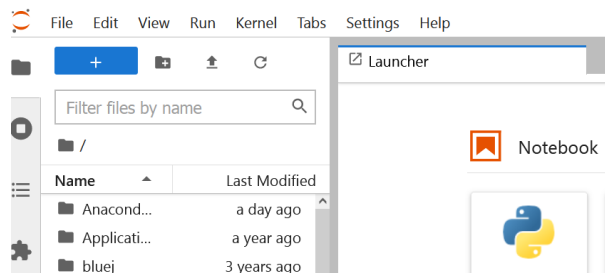 File Edit View Run Kernel Tabs Settings Help
+
Filter files by name
/
Name Last Modified
Anacond... a day ago
Applicati... a year ago
bluej 3 years ago
Launcher
Notebook